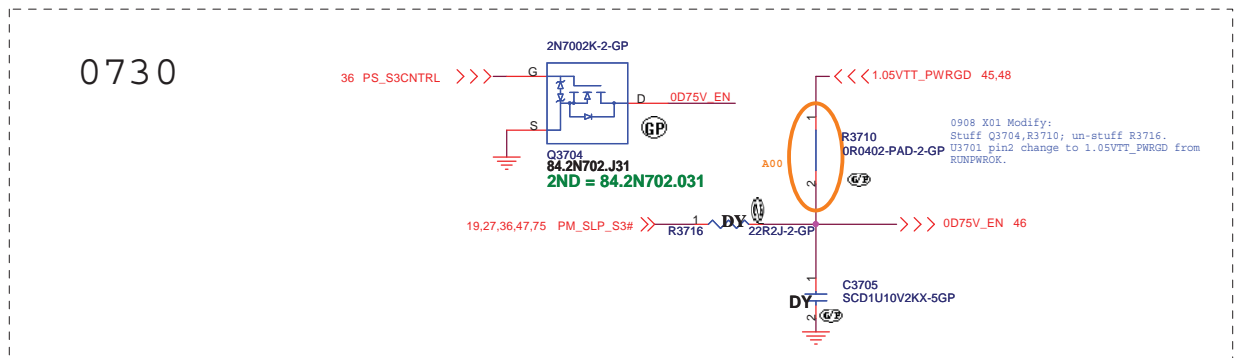 0730
2N7002K-2-GP
36 PS_S3CNTRL
G
D
S
0D75V_EN
GP
Q3704
84.2N702.J31
2ND = 84.2N702.031
1.05VTT_PWRGD 45,48
1
R3710
0R0402-PAD-2-GP
A00
2
G/P
0908 X01 Modify:
Stuff Q3704,R3710; un-stuff R3716.
U3701 pin2 change to 1.05VTT_PWRGD from
RUNPWROK.
19,27,36,47,75 PM_SLP_S3#
1
R3716
DY
22R2J-2-GP
0D75V_EN 46
1
C3705
SCD1U10V2KX-5GP
DY
2
G/P